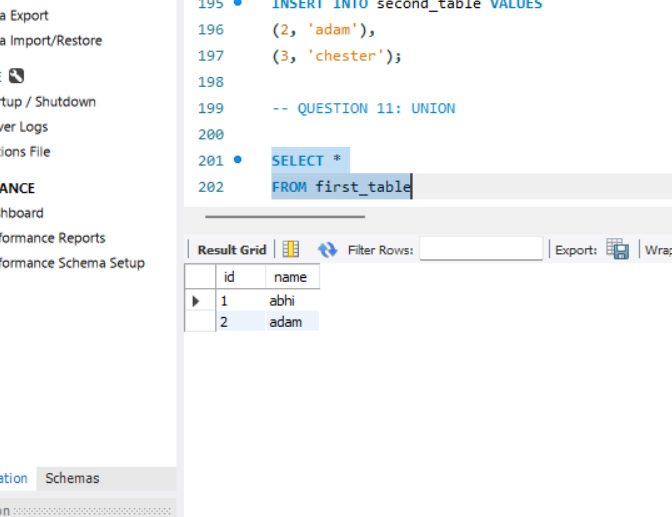 a Export
a Import/Restore
tup / Shutdown
ver Logs
ions File
ANCE
hboard
formance Reports
formance Schema Setup
ation Schemas
on
195 INSERT INTO second_table VALUES
196 (2, 'adam'),
197 (3, 'chester');
198
199 -- QUESTION 11: UNION
200
201 SELECT *
202 FROM first_table
Result Grid Filter Rows: Export: Wrap
id name
1 abhi
2 adam